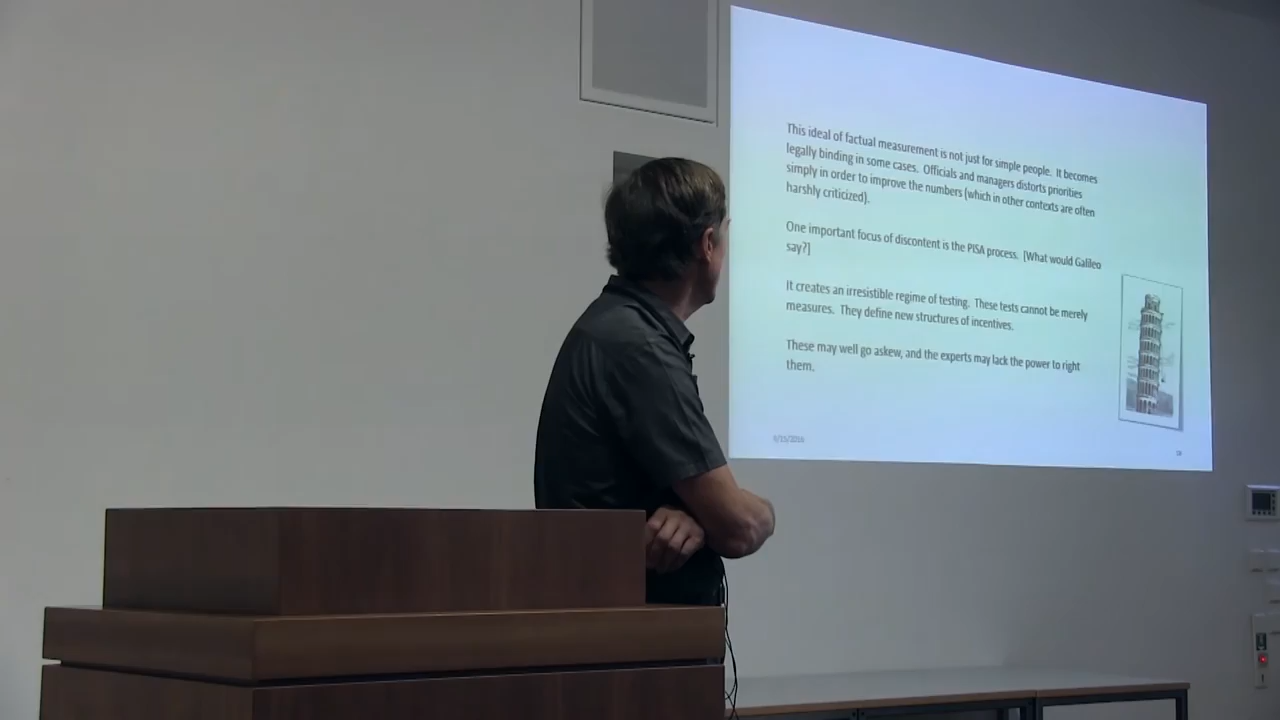 This ideal of factual measurement is not just for simple people. It becomes
legally binding in some cases. Officials and managers distorts priorities
simply in order to improve the numbers (which in other contexts are often
harshly criticized).
One important focus of discontent is the PISA process. [What would Galileo
say?]
It creates an irresistible regime of testing. These tests cannot be merely
measures. They define new structures of incentives.
These may well go askew, and the experts may lack the power to right
them.